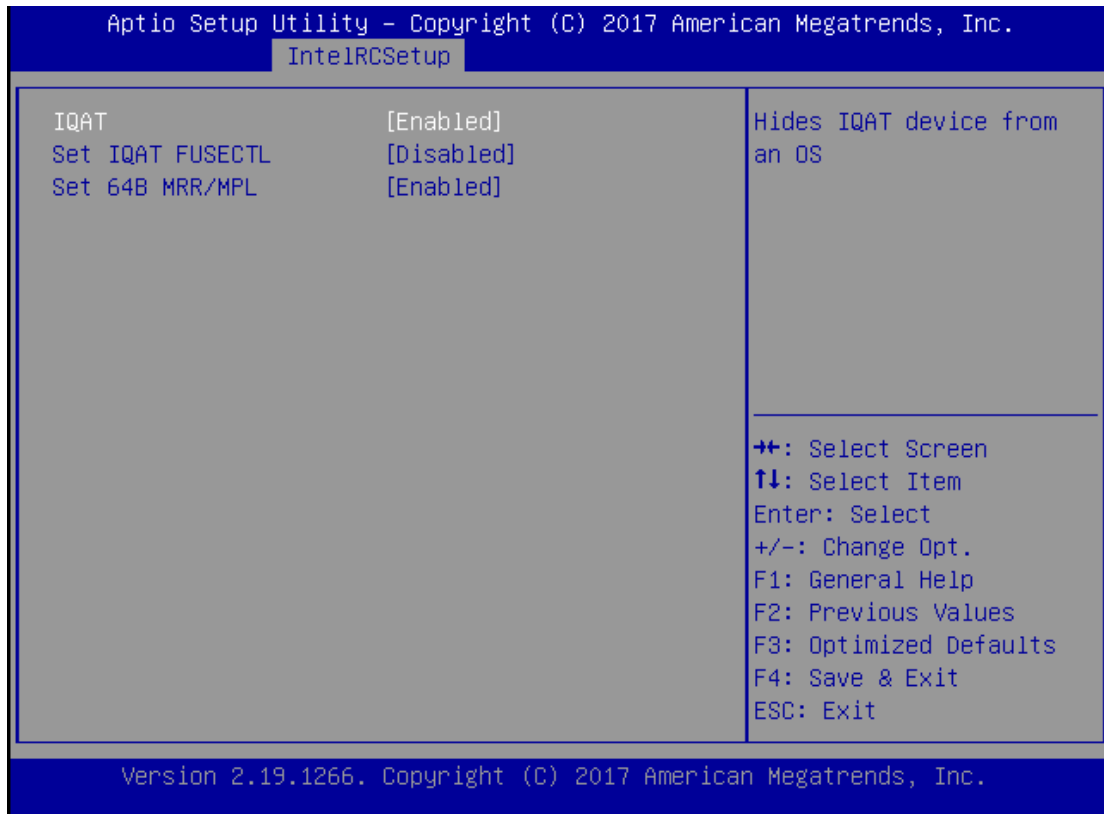 Aptio Setup Utility – Copyright (C) 2017 American Megatrends, Inc.
IntelRCSetup
IQAT [Enabled]
Set IQAT FUSECTL [Disabled]
Set 64B MRR/MPL [Enabled]
Hides IQAT device from
an OS
→←: Select Screen
↑↓: Select Item
Enter: Select
+/-: Change Opt.
F1: General Help
F2: Previous Values
F3: Optimized Defaults
F4: Save & Exit
ESC: Exit
Version 2.19.1266. Copyright (C) 2017 American Megatrends, Inc.